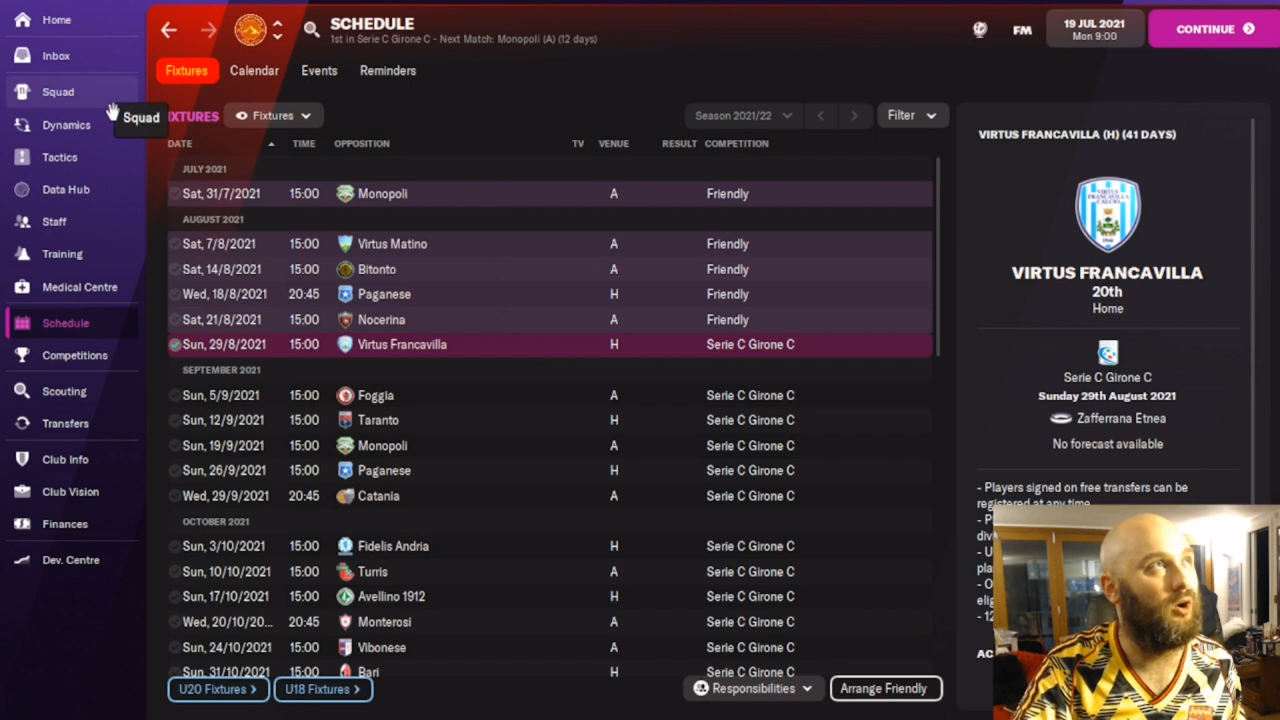 Home
Inbox
Squad
Dynamics
Tactics
Data Hub
Staff
Training
Medical Centre
Schedule
Competitions
Scouting
Transfers
Club Info
Club Vision
Finances
Dev. Centre
Squad
SCHEDULE
1st in Serie C Girone C - Next Match: Monopoli (A) (12 days)
FM
19 JUL 2021
Mon 9:00
CONTINUE
Fixtures Calendar Events Reminders
IXTURES Fixtures Season 2021/22 Filter
DATE TIME OPPOSITION TV VENUE RESULT COMPETITION
JULY 2021
Sat, 31/7/2021 15:00 Monopoli A Friendly
AUGUST 2021
Sat, 7/8/2021 15:00 Virtus Matino A Friendly
Sat, 14/8/2021 15:00 Bitonto A Friendly
Wed, 18/8/2021 20:45 Paganese H Friendly
Sat, 21/8/2021 15:00 Nocerina A Friendly
Sun, 29/8/2021 15:00 Virtus Francavilla H Serie C Girone C
SEPTEMBER 2021
Sun, 5/9/2021 15:00 Foggia A Serie C Girone C
Sun, 12/9/2021 15:00 Taranto H Serie C Girone C
Sun, 19/9/2021 15:00 Monopoli A Serie C Girone C
Sun, 26/9/2021 15:00 Paganese H Serie C Girone C
Wed, 29/9/2021 20:45 Catania A Serie C Girone C
OCTOBER 2021
Sun, 3/10/2021 15:00 Fidelis Andria H Serie C Girone C
Sun, 10/10/2021 15:00 Turris A Serie C Girone C
Sun, 17/10/2021 15:00 Avellino 1912 H Serie C Girone C
Wed, 20/10/20... 20:45 Monterosi A Serie C Girone C
Sun, 24/10/2021 15:00 Vibonese A Serie C Girone C
Sun, 31/10/2021 15:00 Bari H Serie C Girone C
U20 Fixtures > U18 Fixtures > Responsibilities Arrange Friendly
VIRTUS FRANCAVILLA (H) (41 DAYS)
VIRTUS FRANCAVILLA
20th
Home
Serie C Girone C
Sunday 29th August 2021
Zafferana Etnea
No forecast available
- Players signed on free transfers can be
registered at any time